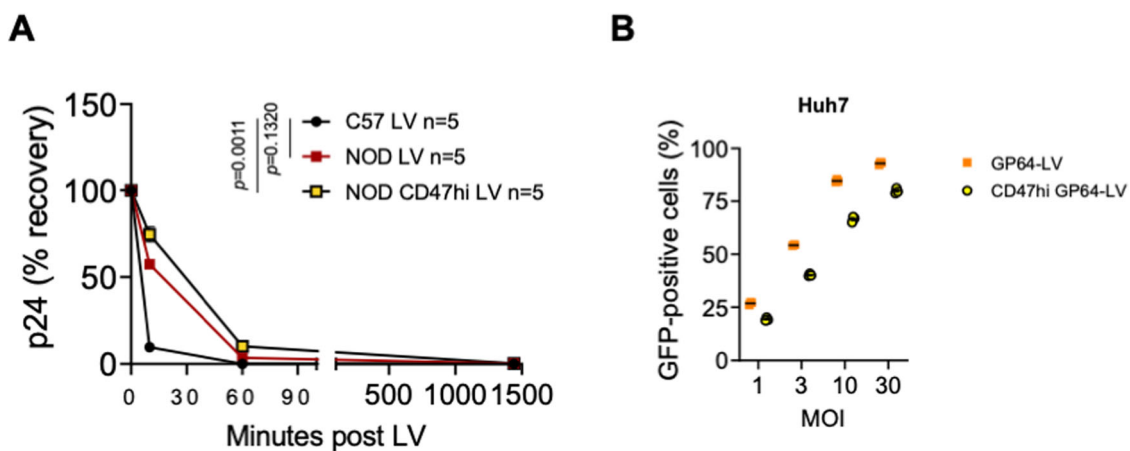 A
150
100
50
0
p24 (% recovery)
p=0.0011
p=0.1320
C57 LV n=5
NOD LV n=5
NOD CD47hi LV n=5
0 30 60 90 500 1000 1500
Minutes post LV
B
Huh7
100
75
50
25
0
GFP-positive cells (%)
GP64-LV
CD47hi GP64-LV
1 3 10 30
MOI